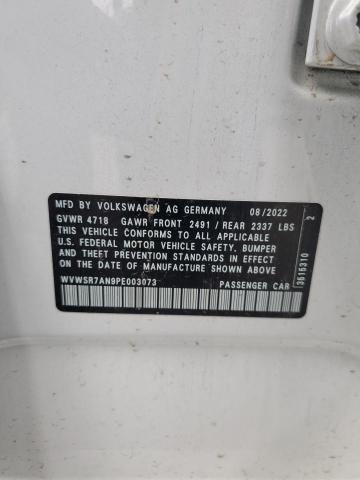 MFD BY VOLKSWAGEN AG GERMANY 08/2022
GVWR 4718 GAWR FRONT 2491 / REAR 2337 LBS
THIS VEHICLE CONFORMS TO ALL APPLICABLE
U.S. FEDERAL MOTOR VEHICLE SAFETY, BUMPER
AND THEFT PREVENTION STANDARDS IN EFFECT
ON THE DATE OF MANUFACTURE SHOWN ABOVE.
WVWSR7AN9PE003073 PASSENGER CAR
3515310 2